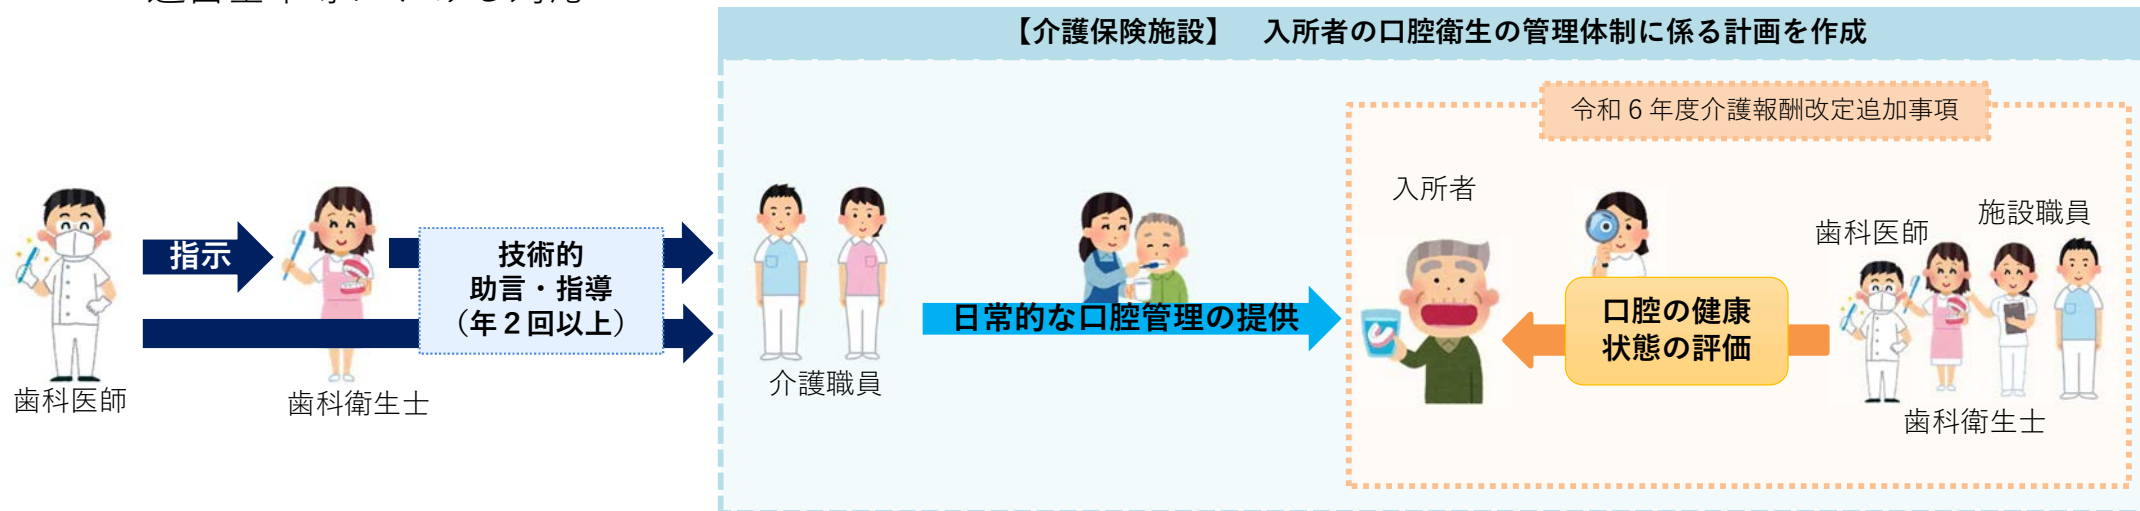 【介護保険施設】　入所者の口腔衛生の管理体制に係る計画を作成
令和６年度介護報酬改定追加事項
指示
技術的
助言・指導
（年２回以上）
歯科医師
歯科衛生士
介護職員
日常的な口腔管理の提供
入所者
口腔の健康
状態の評価
歯科医師
施設職員
歯科衛生士